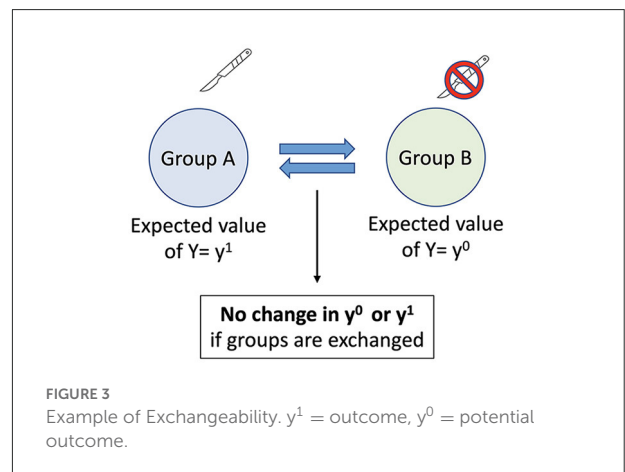 Group A
Group B
Expected value
of Y= y¹
Expected value
of Y= y⁰
No change in y⁰ or y¹
if groups are exchanged
FIGURE 3
Example of Exchangeability. y¹ = outcome, y⁰ = potential
outcome.